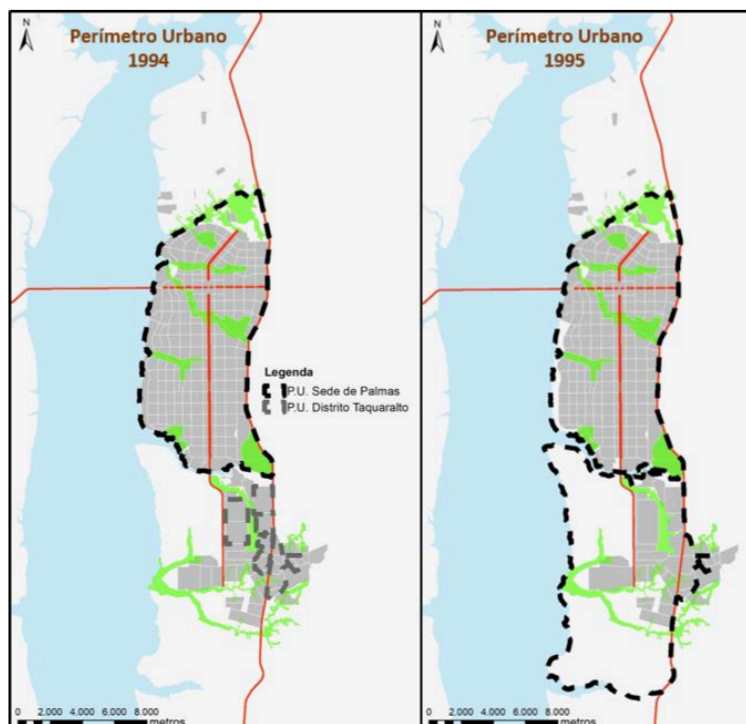 N
Perímetro Urbano
1994
Legenda
P.U. Sede de Palmas
P.U. Distrito Taquaralto
0 2.000 4.000 6.000 8.000
metros
N
Perímetro Urbano
1995
0 2.000 4.000 6.000 8.000
metros